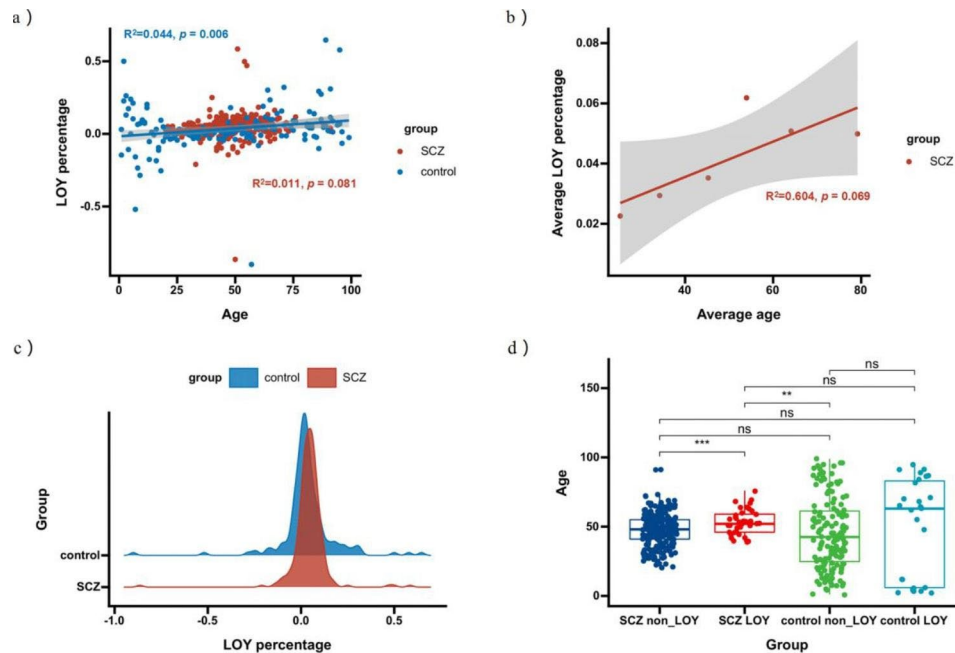 a )
R²=0.044, p = 0.006
0.5
0.0
-0.5
LOY percentage
R²=0.011, p = 0.081
0 25 50 75 100
Age
group
SCZ
control
b )
0.08
0.06
0.04
0.02
Average LOY percentage
R²=0.604, p = 0.069
40 60 80
Average age
group
SCZ
c )
group control SCZ
Group
control
SCZ
-1.0 -0.5 0.0 0.5
LOY percentage
d )
ns
ns
**
ns
ns
***
150
100
50
0
Age
SCZ non_LOY SCZ LOY control non_LOY control LOY
Group